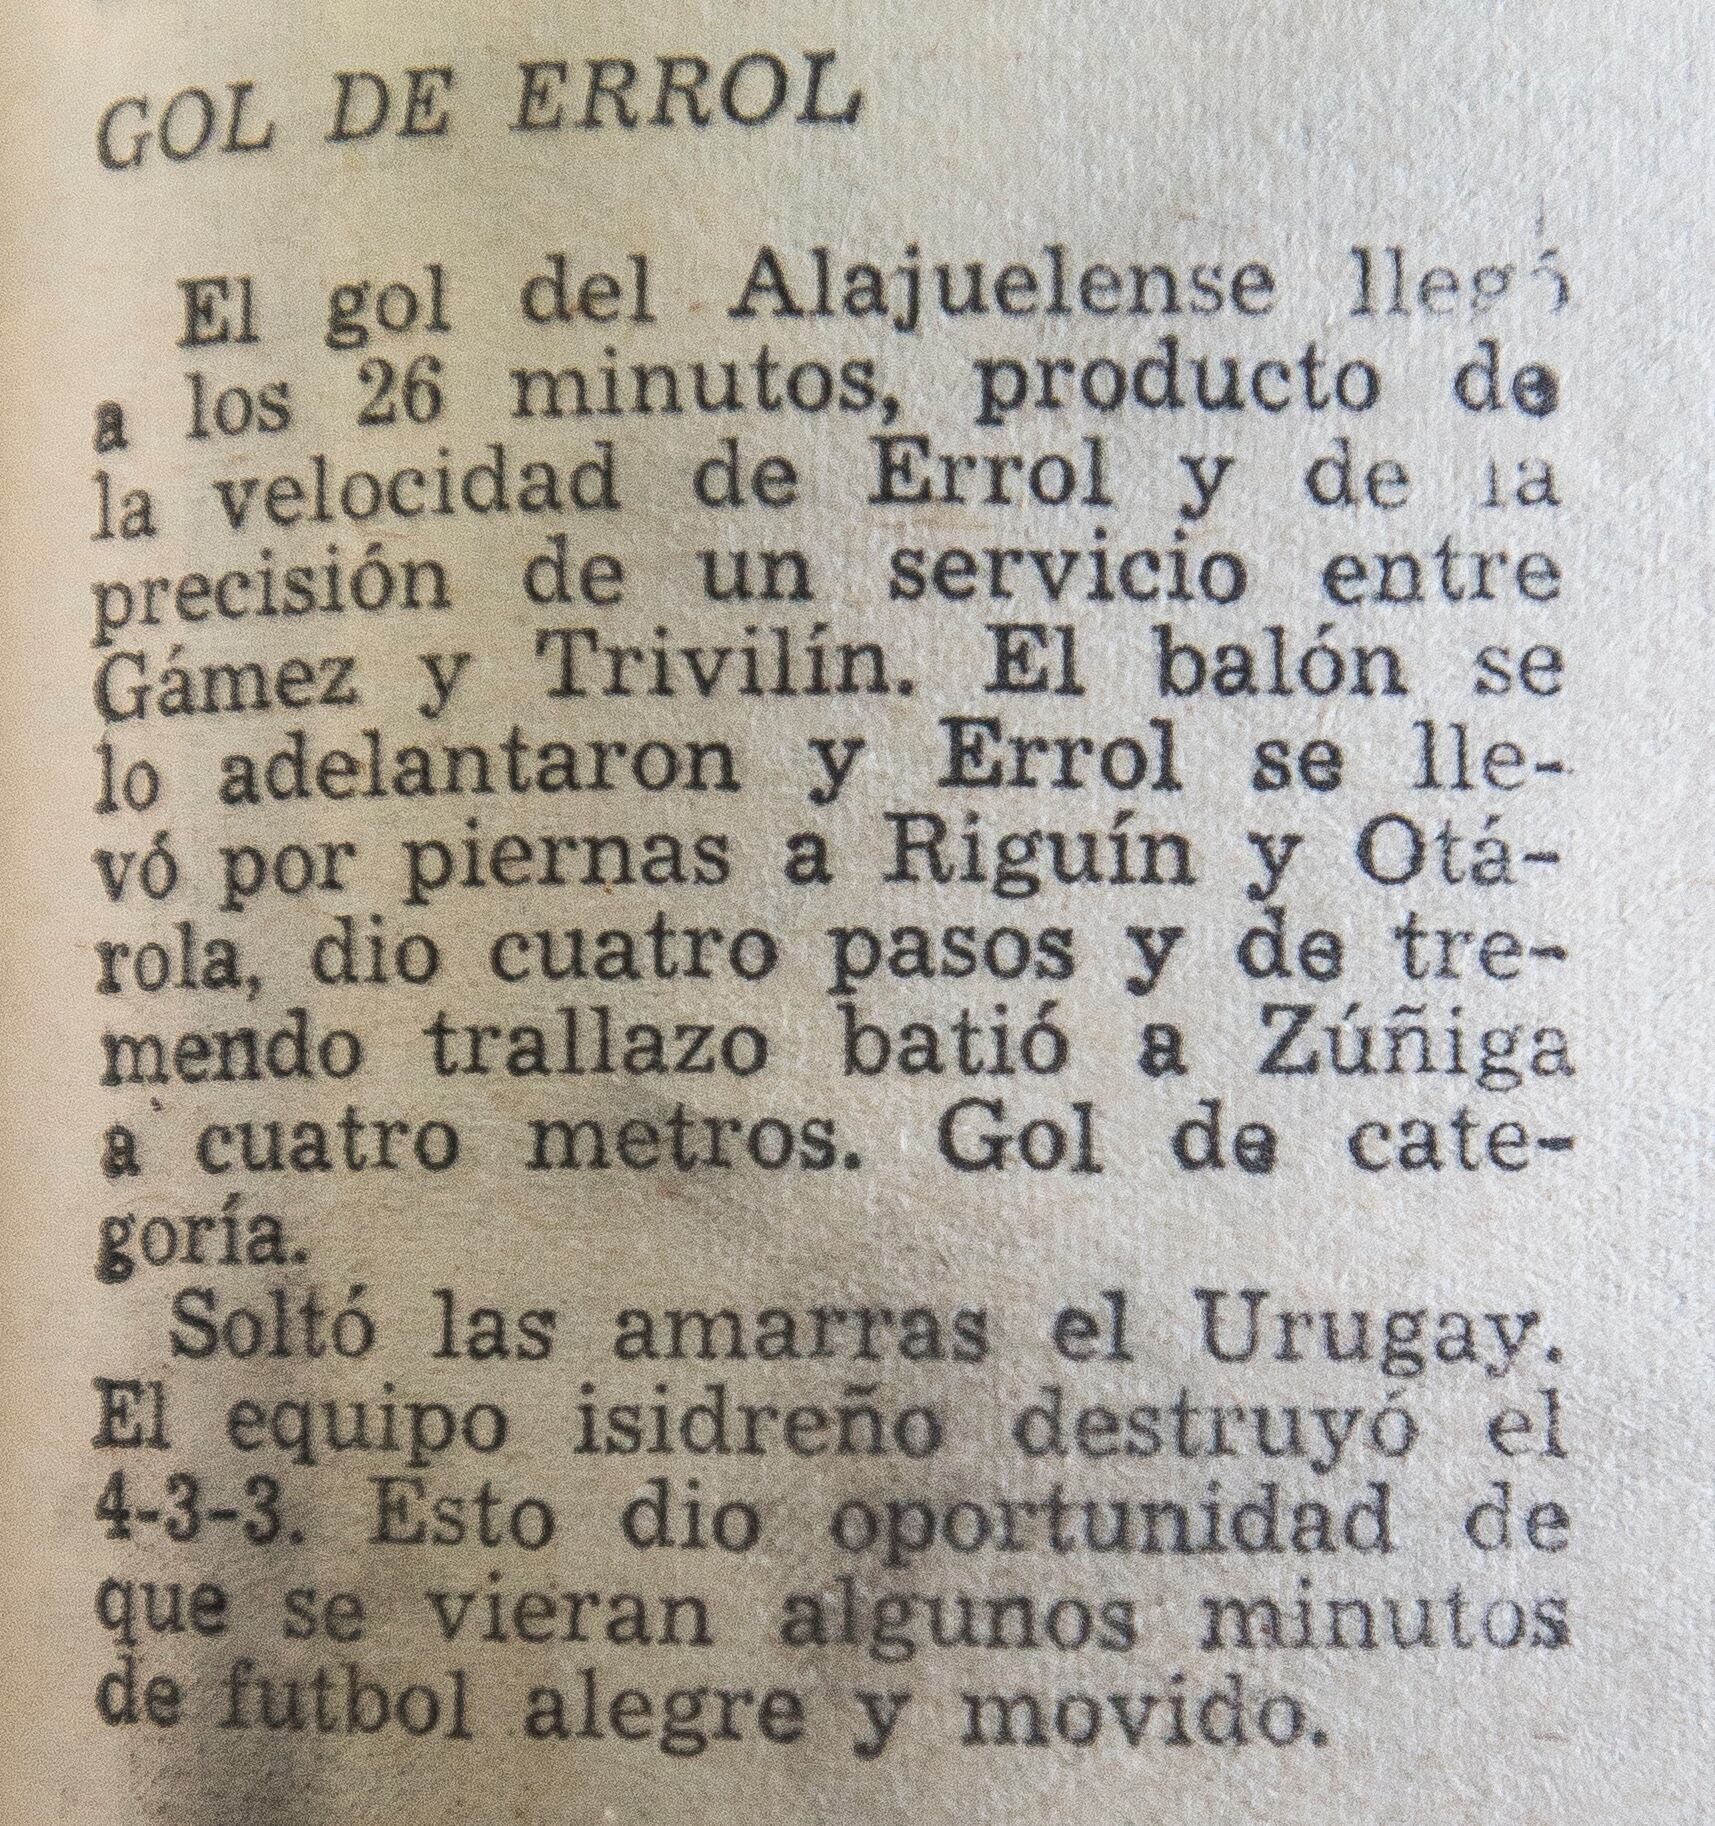 GOL DE ERROL
El gol del Alajuelense llegó
a los 26 minutos, producto de
la velocidad de Errol y de la
precisión de un servicio entre
Gámez y Trivilín. El balón se
lo adelantaron y Errol se lle-
vó por piernas a Riguín y Otá-
rola, dio cuatro pasos y de tre-
mendo trallazo batió a Zúñiga
a cuatro metros. Gol de cate-
goría.
Soltó las amarras el Urugay.
El equipo isidreño destruyó el
4-3-3. Esto dio oportunidad de
que se vieran algunos minutos
de futbol alegre y movido.